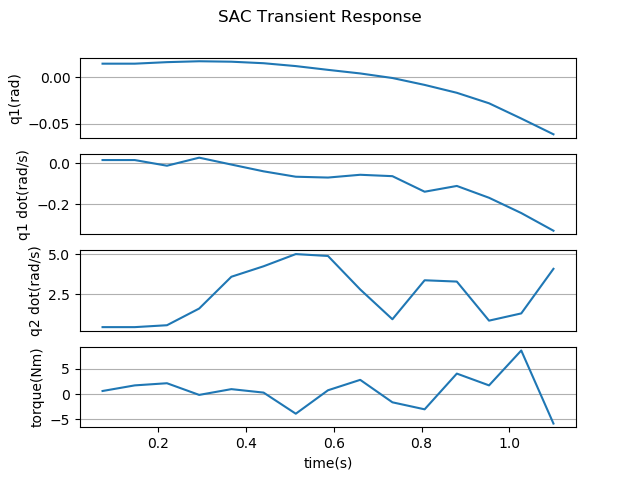 SAC Transient Response
q1(rad)
0.00
−0.05
q1 dot(rad/s)
0.0
−0.2
q2 dot(rad/s)
5.0
2.5
torque(Nm)
5
0
−5
0.2 0.4 0.6 0.8 1.0
time(s)